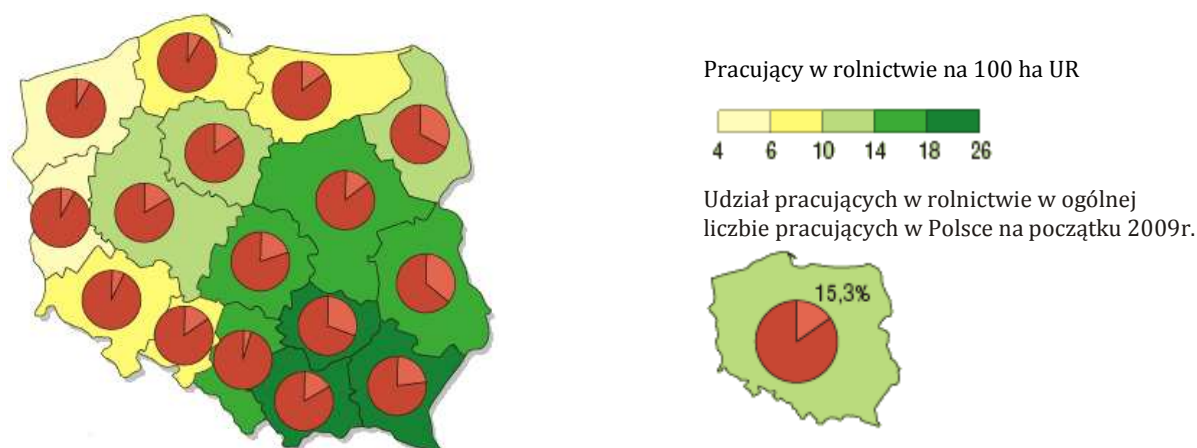 Pracujący w rolnictwie na 100 ha UR
4 6 10 14 18 26
Udział pracujących w rolnictwie w ogólnej
liczbie pracujących w Polsce na początku 2009r.
15,3%